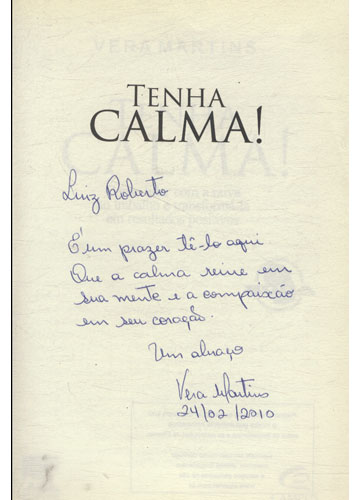 VERA MARTINS
TENHA
CALMA!
Luiz Roberto
É um prazer tê-lo aqui
Que a calma reine em
sua mente e a compaixão
em seu coração.
Um abraço
Vera Martins
24/02/2010